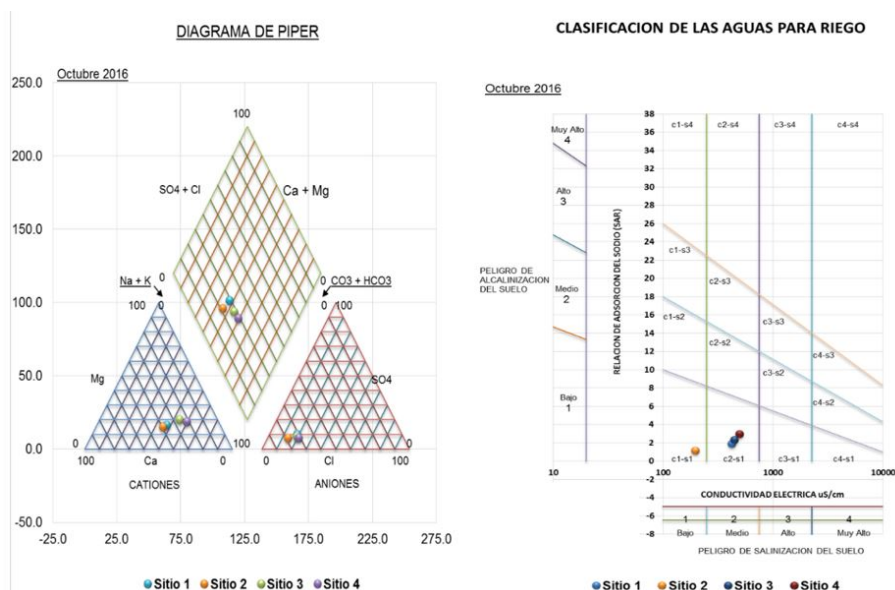 DIAGRAMA DE PIPER
Octubre 2016
250.0
200.0
150.0
100.0
50.0
0.0
-50.0
-25.0
25.0
75.0
125.0
175.0
225.0
275.0
100
SO4 + Cl
Ca + Mg
0
0
Na + K
CO3 + HCO3
100
0
0
100
Mg
SO4
0
100
0
100
Ca
0
0
Cl
100
CATIONES
ANIONES
Sitio 1
Sitio 2
Sitio 3
Sitio 4
CLASIFICACION DE LAS AGUAS PARA RIEGO
Octubre 2016
Muy Alto
4
Alto
3
PELIGRO DE
ALCALINIZACION
DEL SUELO
Medio
2
Bajo
1
RELACION DE ADSORCION DEL SODIO (SAR)
38
36
34
32
30
28
26
24
22
20
18
16
14
12
10
8
6
4
2
0
-2
-4
-6
-8
c1-s4
c2-s4
c3-s4
c4-s4
c1-s3
c2-s3
c3-s3
c4-s3
c1-s2
c2-s2
c3-s2
c4-s2
c1-s1
c2-s1
c3-s1
c4-s1
10
100
1000
10000
CONDUCTIVIDAD ELECTRICA uS/cm
1
2
3
4
Bajo
Medio
Alto
Muy Alto
PELIGRO DE SALINIZACION DEL SUELO
Sitio 1
Sitio 2
Sitio 3
Sitio 4